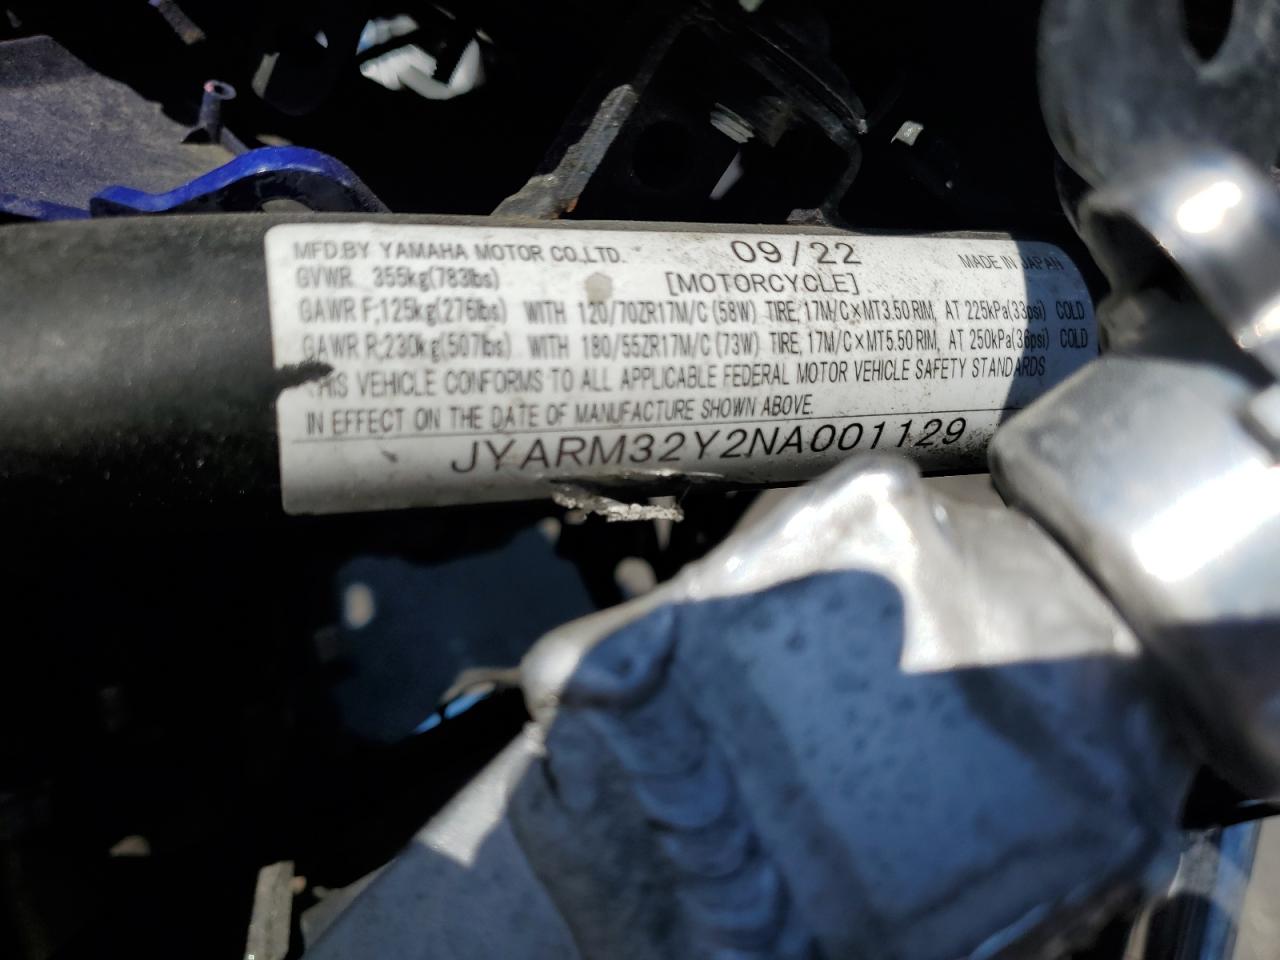 MFD.BY YAMAHA MOTOR CO.,LTD. 09/22 MADE IN JAPAN
GVWR. 355kg(783lbs) [MOTORCYCLE]
GAWR F;125kg(276lbs) WITH 120/70ZR17M/C(58W) TIRE, 17M/C×MT3.50 RIM, AT 225kPa(33psi) COLD
GAWR R;230kg(507lbs) WITH 180/55ZR17M/C(73W) TIRE, 17M/C×MT5.50 RIM, AT 250kPa(36psi) COLD
THIS VEHICLE CONFORMS TO ALL APPLICABLE FEDERAL MOTOR VEHICLE SAFETY STANDARDS
IN EFFECT ON THE DATE OF MANUFACTURE SHOWN ABOVE.
JYARM32Y2NA001129